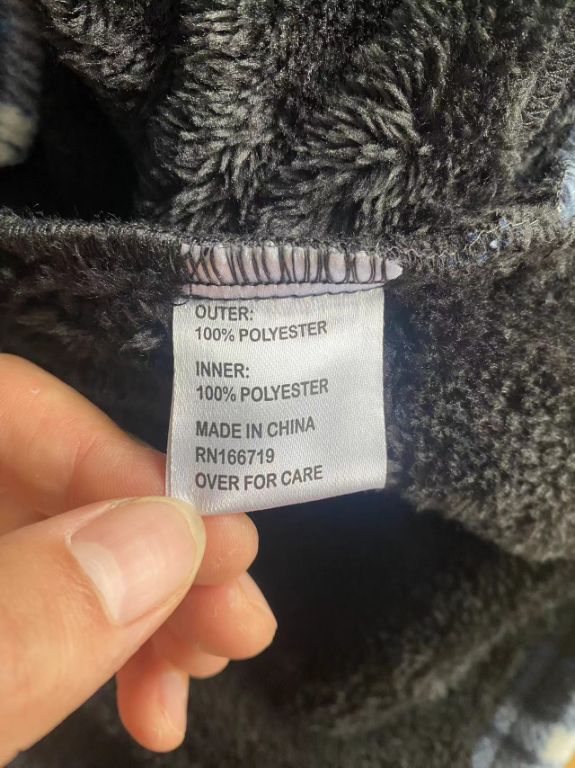 OUTER:
100% POLYESTER
INNER:
100% POLYESTER
MADE IN CHINA
RN166719
OVER FOR CARE